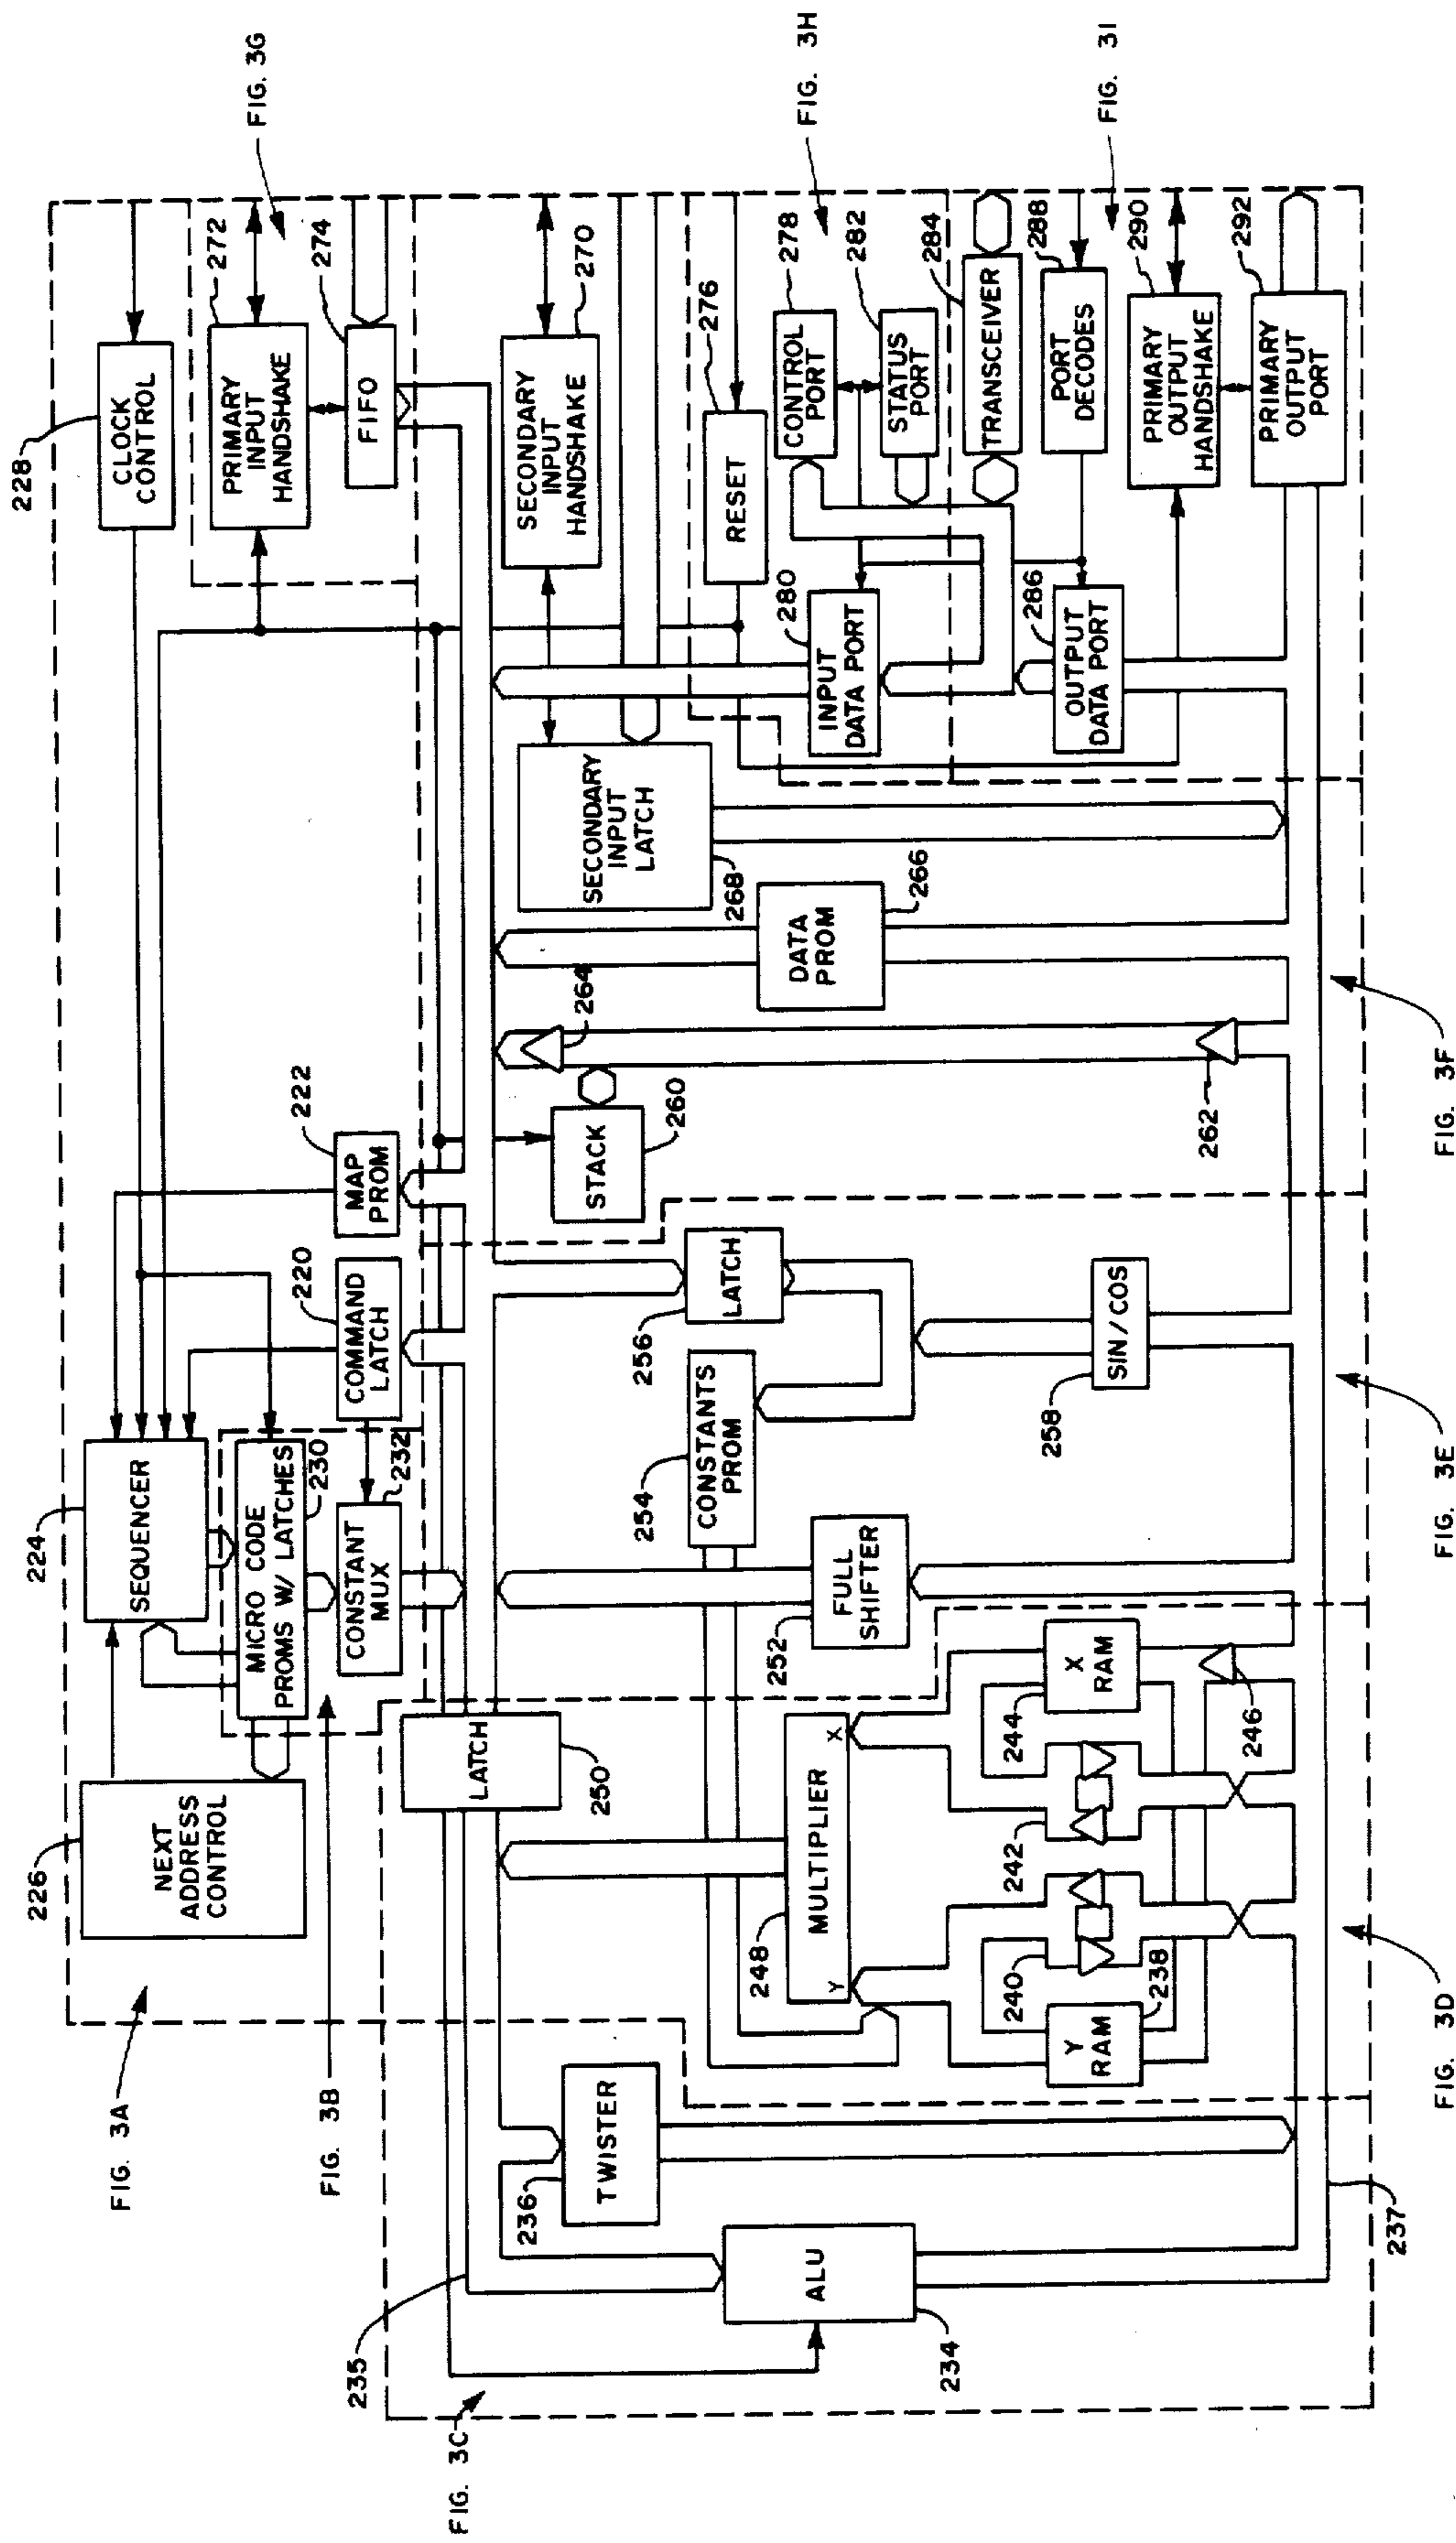 FIG. 3A
226
NEXT
ADDRESS
CONTROL
224
SEQUENCER
228
CLOCK
CONTROL
FIG. 3G
272
PRIMARY
INPUT
HANDSHAKE
274
FIFO
222
MAP
PROM
220
COMMAND
LATCH
230
MICRO CODE
PROMS W/ LATCHES
232
CONSTANT
MUX
FIG. 3B
FIG. 3C
235
LATCH
250
236
TWISTER
ALU
234
237
248
MULTIPLIER
Y
X
240
Y
RAM
238
242
244
X
RAM
246
FIG. 3D
252
FULL
SHIFTER
254
CONSTANTS
PROM
256
LATCH
258
SIN/COS
FIG. 3E
STACK
260
264
262
DATA
PROM
266
SECONDARY
INPUT
LATCH
268
SECONDARY
INPUT
HANDSHAKE
270
FIG. 3F
276
RESET
278
CONTROL
PORT
280
INPUT
DATA PORT
282
STATUS
PORT
FIG. 3H
284
TRANSCEIVER
286
OUTPUT
DATA PORT
288
PORT
DECODES
FIG. 3I
290
PRIMARY
OUTPUT
HANDSHAKE
292
PRIMARY
OUTPUT
PORT